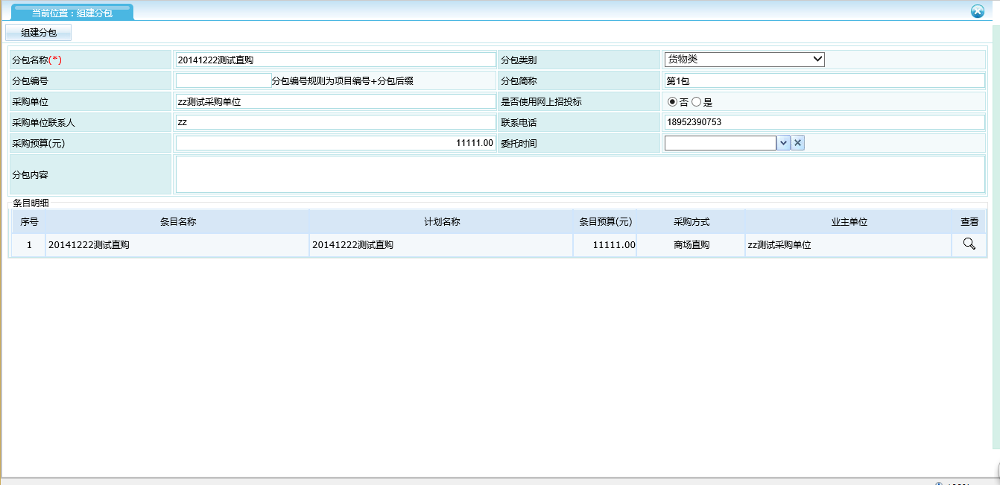 当前位置：组建分包
组建分包
分包名称(*) 20141222测试直购 分包类别 货物类
分包编号 分包编号规则为项目编号+分包后缀 分包简称 第1包
采购单位 zz测试采购单位 是否使用网上招投标 否 是
采购单位联系人 zz 联系电话 18952390753
采购预算(元) 11111.00 委托时间
分包内容
条目明细
序号 条目名称 计划名称 条目预算(元) 采购方式 业主单位 查看
1 20141222测试直购 20141222测试直购 11111.00 商场直购 zz测试采购单位